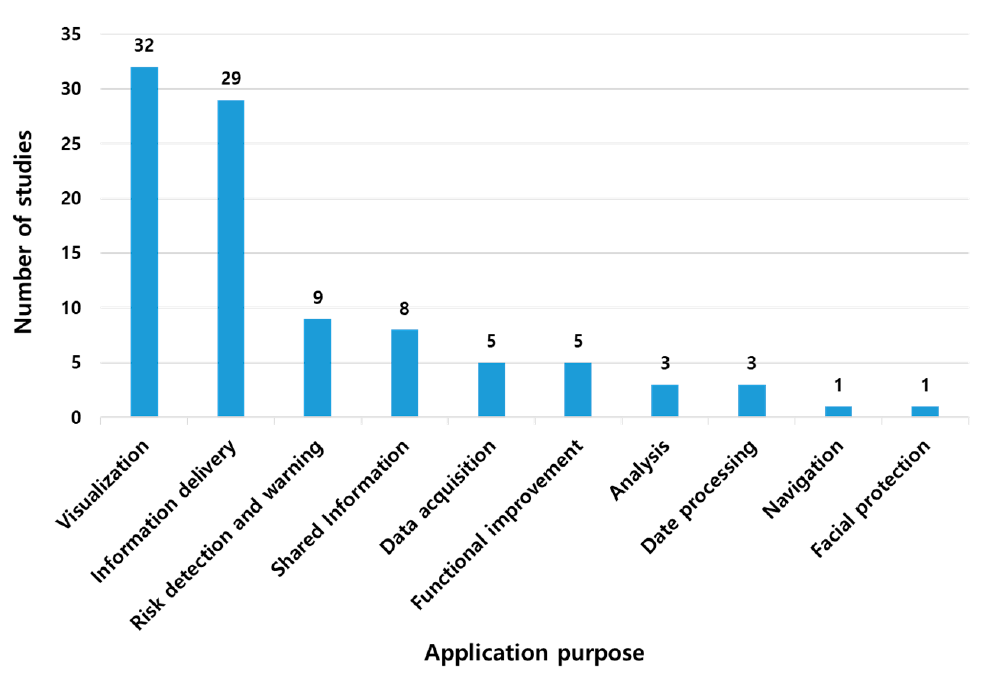 Number of studies
35
30
25
20
15
10
5
0
32
29
9
8
5
5
3
3
1
1
Visualization
Information delivery
Risk detection and warning
Shared Information
Data acquisition
Functional improvement
Analysis
Date processing
Navigation
Facial protection
Application purpose